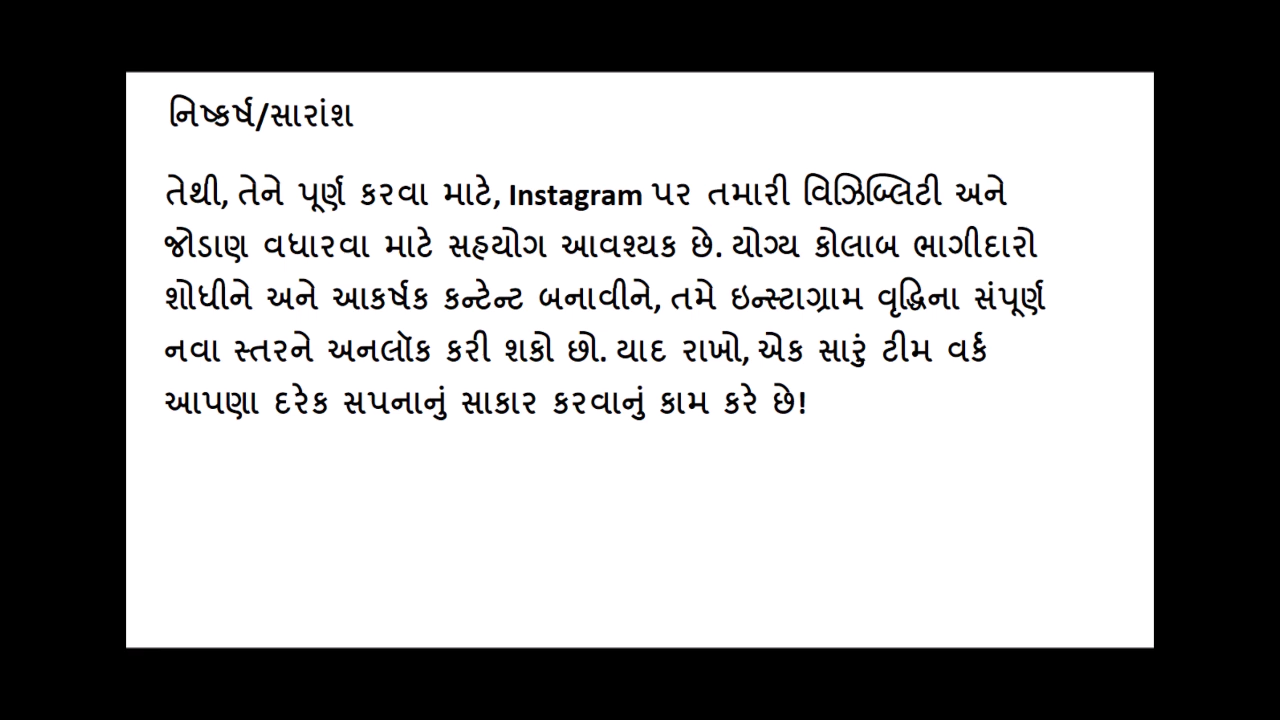 નિષ્કર્ષ/સારાંશ
તેથી, તેને પૂર્ણ કરવા માટે, Instagram પર તમારી વિઝિબ્લિટી અને
જોડાણ વધારવા માટે સહયોગ આવશ્યક છે. યોગ્ય કોલાબ ભાગીદારો
શોધીને અને આકર્ષક કન્ટેન્ટ બનાવીને, તમે ઇન્સ્ટાગ્રામ વૃદ્ધિના સંપૂર્ણ
નવા સ્તરને અનલૉક કરી શકો છો. યાદ રાખો, એક સારું ટીમ વર્ક
આપણા દરેક સપનાનું સાકાર કરવાનું કામ કરે છે!